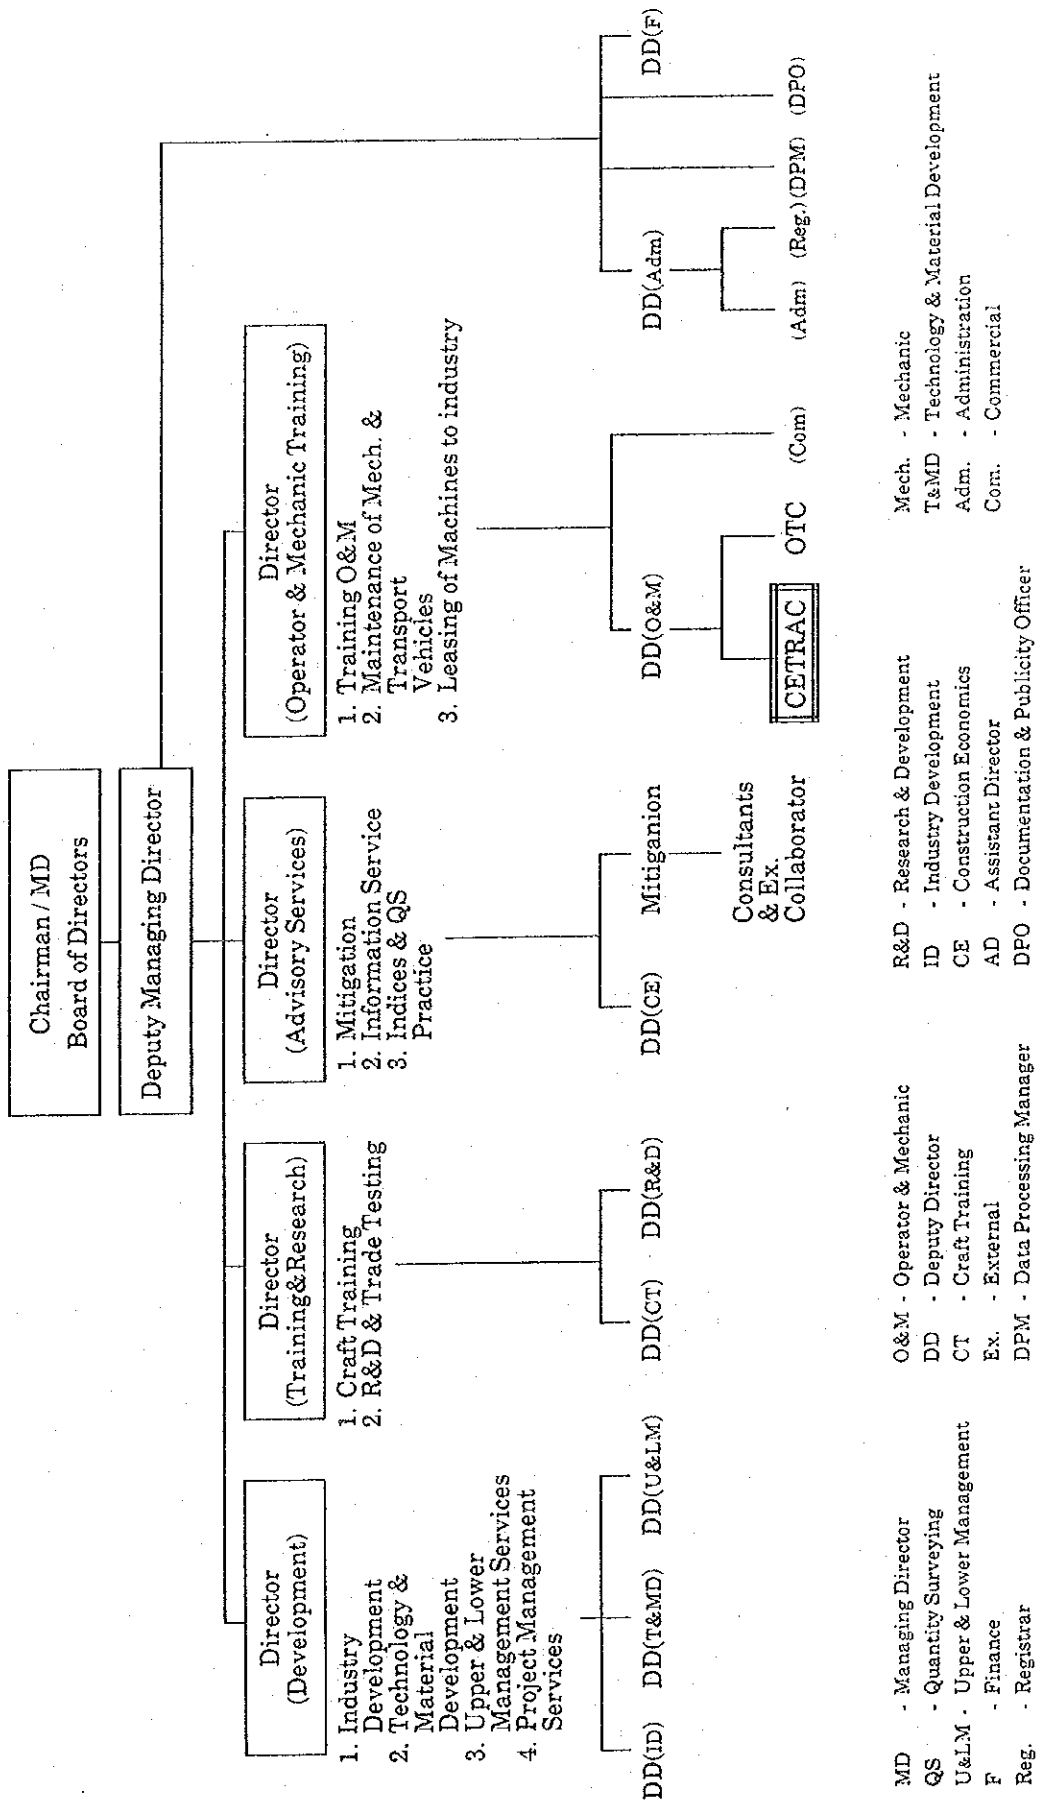 Chairman / MD
Board of Directors
Deputy Managing Director
Director
(Development)
1. Industry
Development
2. Technology &
Material
Development
3. Upper & Lower
Management Services
4. Project Management
Services
DD(ID)
DD(T&MD)
DD(U&LM)
Director
(Training&Research)
1. Craft Training
2. R&D & Trade Testing
DD(CT)
DD(R&D)
Director
(Advisory Services)
1. Mitigation
2. Information Service
3. Indices & QS
Practice
DD(CE)
Mitiganion
Consultants
& Ex.
Collaborator
Director
(Operator & Mechanic Training)
1. Training O&M
2. Maintenance of Mech. &
Transport
Vehicles
3. Leasing of Machines to industry
DD(O&M)
CETRAC
OTC
(Com)
DD(Adm)
(Adm)
(Reg.)
(DPM)
(DPO)
DD(F)
MD - Managing Director
QS - Quantity Surveying
U&LM - Upper & Lower Management
F - Finance
Reg. - Registrar
O&M - Operator & Mechanic
DD - Deputy Director
CT - Craft Training
Ex. - External
DPM - Data Processing Manager
R&D - Research & Development
ID - Industry Development
CE - Construction Economics
AD - Assistant Director
DPO - Documentation & Publicity Officer
Mech. - Mechanic
T&MD - Technology & Material Development
Adm. - Administration
Com. - Commercial